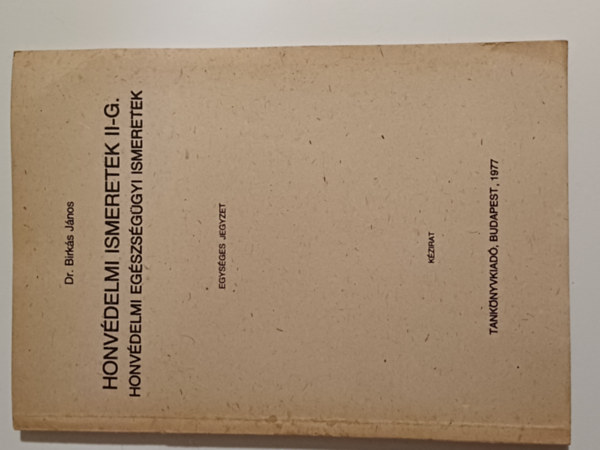 Dr. Birkás János
HONVÉDELMI ISMERETEK II-G.
HONVÉDELMI EGÉSZSÉGÜGYI ISMERETEK
EGYSÉGES JEGYZET
KÉZIRAT
TANKÖNYVKIADÓ, BUDAPEST, 1977